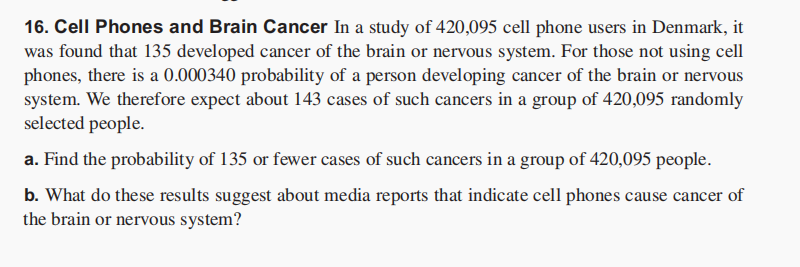 16. Cell Phones and Brain Cancer In a study of 420,095 cell phone users in Denmark, it
was found that 135 developed cancer of the brain or nervous system. For those not using cell
phones, there is a 0.000340 probability of a person developing cancer of the brain or nervous
system. We therefore expect about 143 cases of such cancers in a group of 420,095 randomly
selected people.
a. Find the probability of 135 or fewer cases of such cancers in a group of 420,095 people.
b. What do these results suggest about media reports that indicate cell phones cause cancer of
the brain or nervous system?